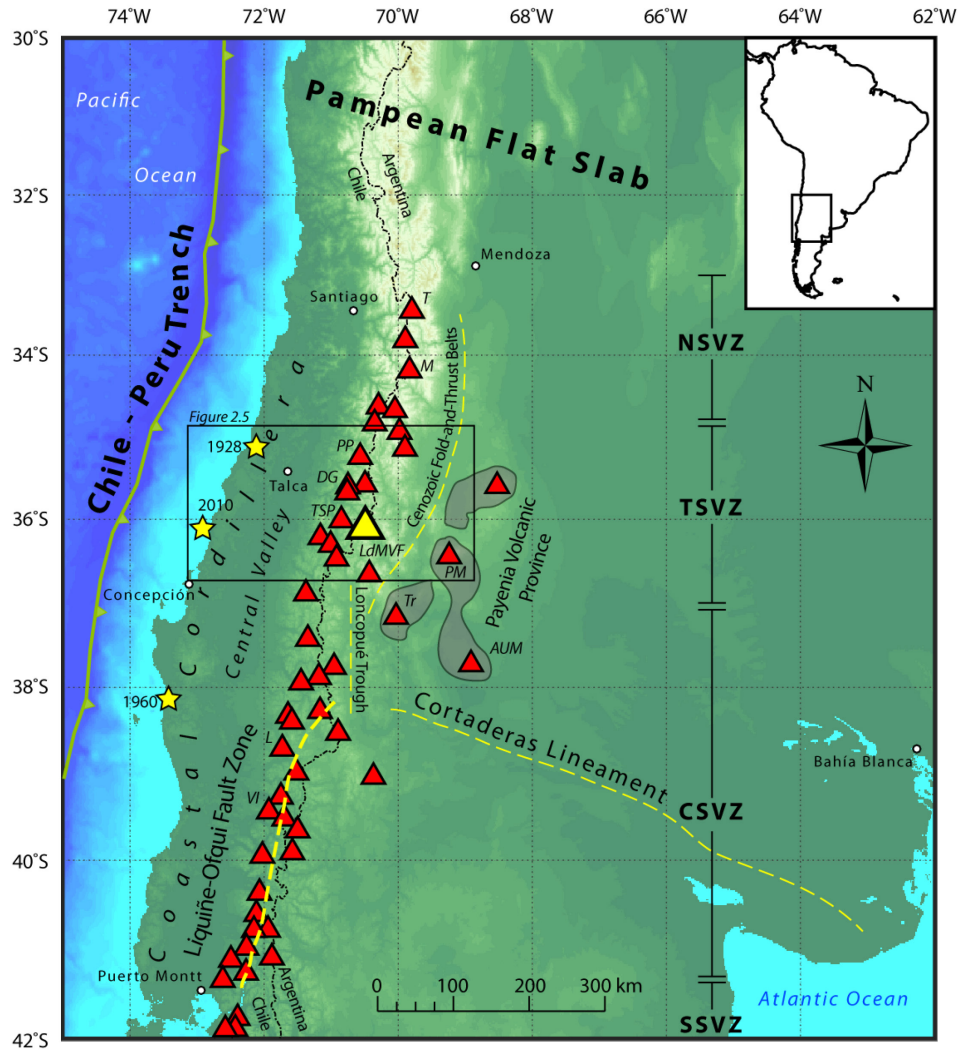 74°W 72°W 70°W 68°W 66°W 64°W 62°W
30°S
32°S
34°S
36°S
38°S
40°S
42°S
Pacific
Ocean
Pampean Flat Slab
Chile
Argentina
Chile - Peru Trench
Mendoza
Santiago
T
M
NSVZ
N
Cenozoic Fold-and-Thrust Belts
Figure 2.5
1928
Talca
PP
DG
TSP
2010
LdMVF
TSVZ
Payenia Volcanic
Province
PM
Tr
AUM
Concepción
Coastal Cordillera
Central Valley
Loncopué Trough
1960
Cortaderas Lineament
L
VI
Liquiñe-Ofqui Fault Zone
Bahía Blanca
CSVZ
Puerto Montt
Chile
Argentina
0 100 200 300 km
Atlantic Ocean
SSVZ